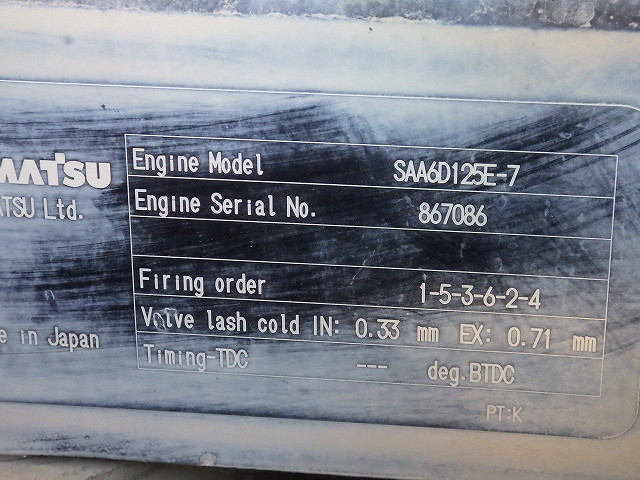 MATSU
TSU Ltd.
Engine Model SAA6D125E-7
Engine Serial No. 867086
Firing order 1-5-3-6-2-4
Valve lash cold IN: 0.33 mm EX: 0.71 mm
e in Japan
Timing-TDC --- deg.BTDC
PT:K